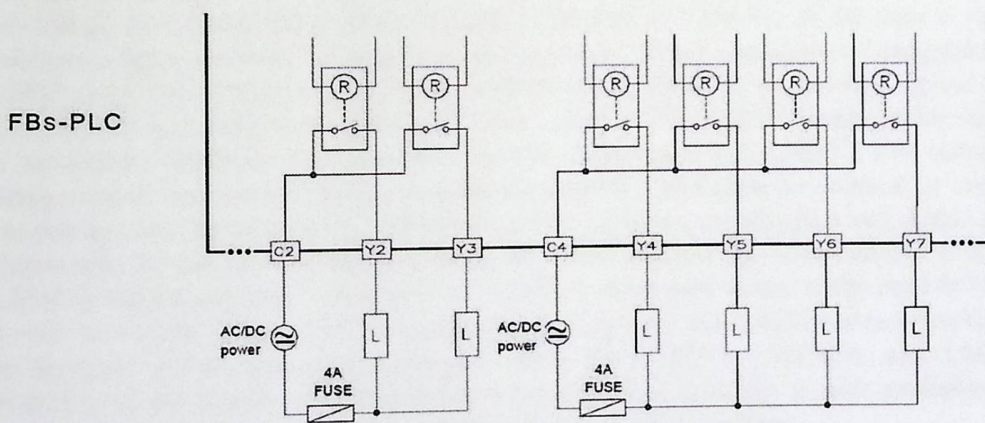 R R R R R R
FBs-PLC
C2 Y2 Y3 C4 Y4 Y5 Y6 Y7
AC/DC
power
L L
4A
FUSE
AC/DC
power
L L L L
4A
FUSE